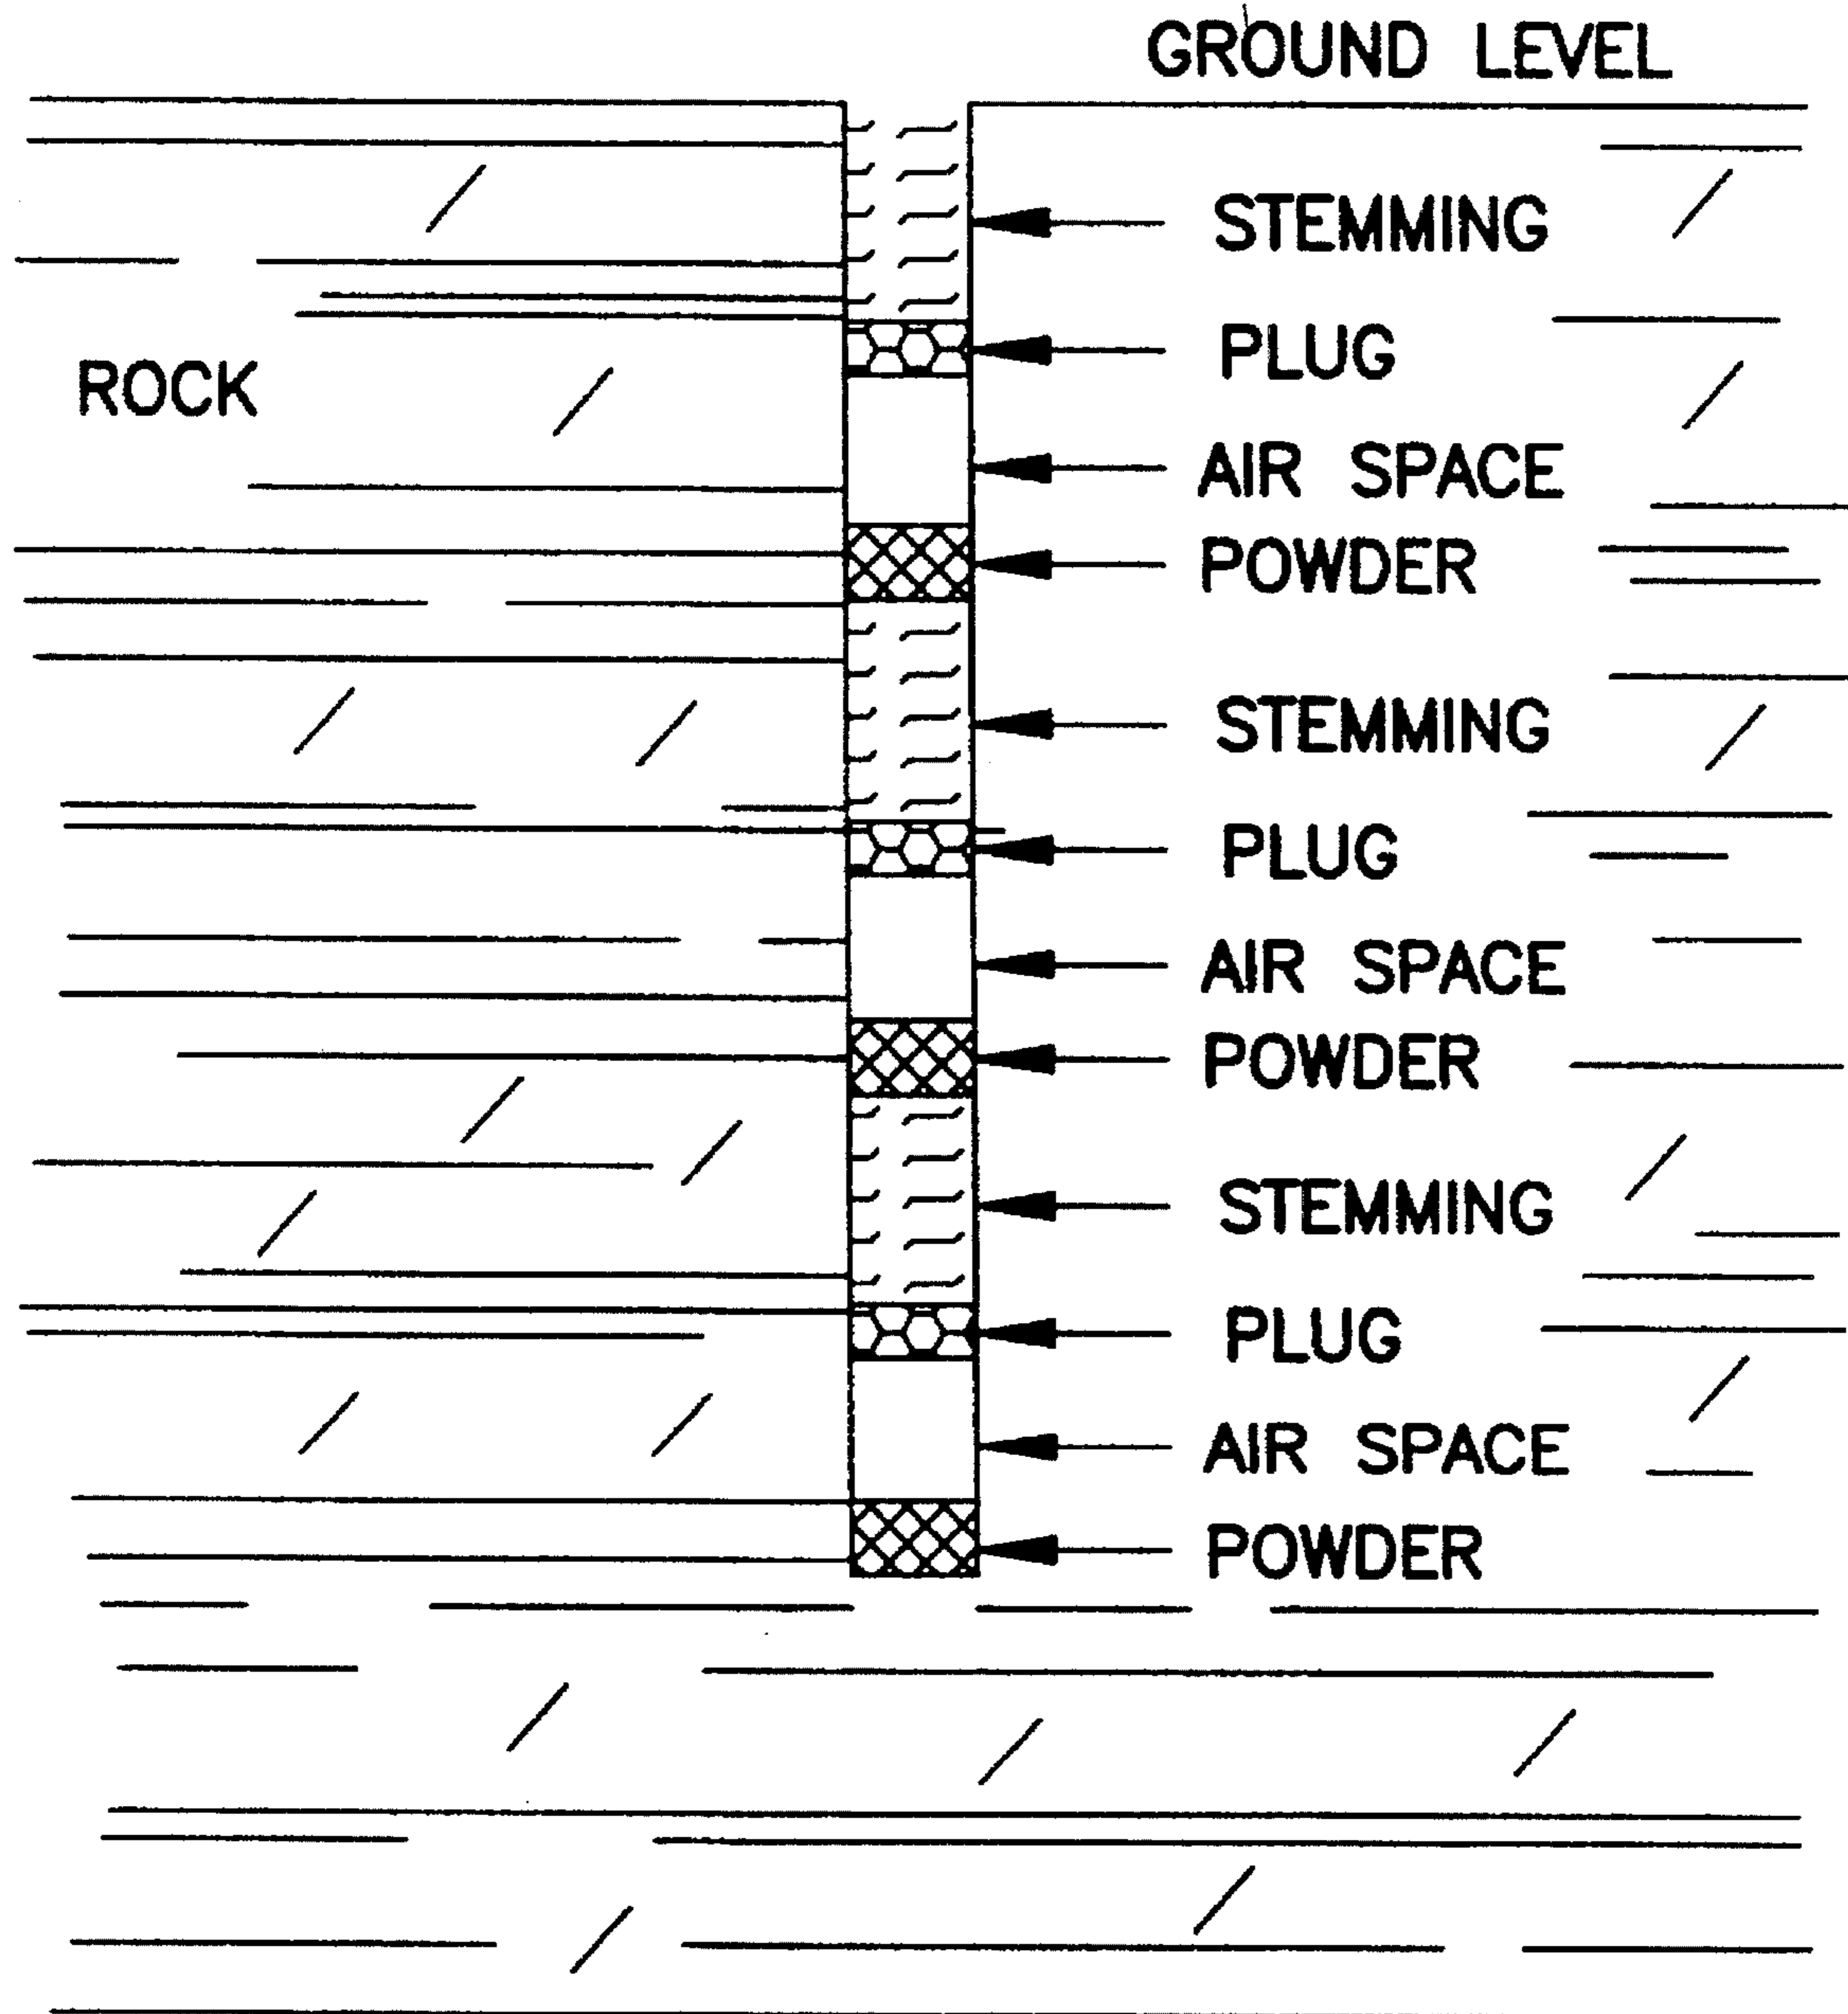 GROUND LEVEL
STEMMING
PLUG
ROCK
AIR SPACE
POWDER
STEMMING
PLUG
AIR SPACE
POWDER
STEMMING
PLUG
AIR SPACE
POWDER